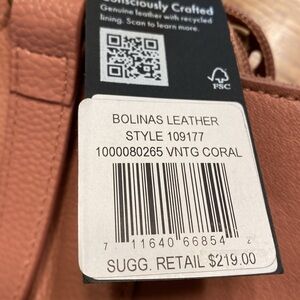 Consciously Crafted
Genuine leather with recycled
lining. Scan to learn more.
FSC
BOLINAS LEATHER
STYLE 109177
1000080265 VNTG CORAL
7 11640 66854 2
SUGG. RETAIL $219.00